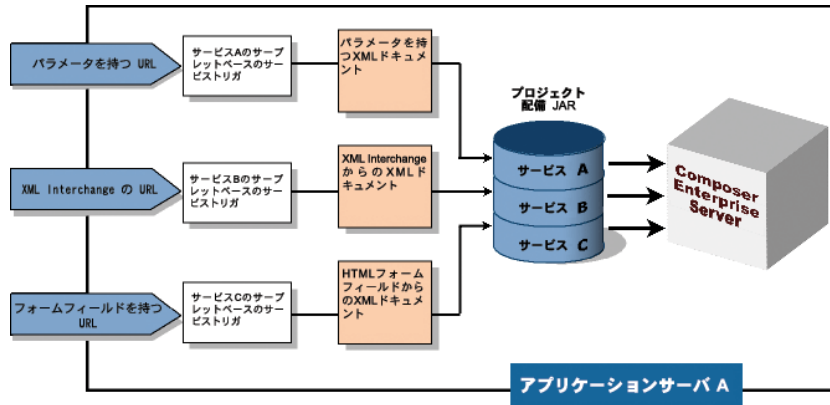 パラメータを持つ URL
サービスAのサーブ
レットベースのサー
ビストリガ
パラメータを持
つXMLドキュメ
ント
プロジェクト
配備 JAR
XML Interchange の URL
サービスBのサーブ
レットベースのサー
ビストリガ
XML Interchange
からのXMLド
キュメント
サービス A
サービス B
サービス C
Composer
Enterprise
Server
フォームフィールドを持つ
URL
サービスCのサーブ
レットベースのサー
ビストリガ
HTMLフォーム
フィールドから
のXMLドキュメ
ント
アプリケーションサーバ A